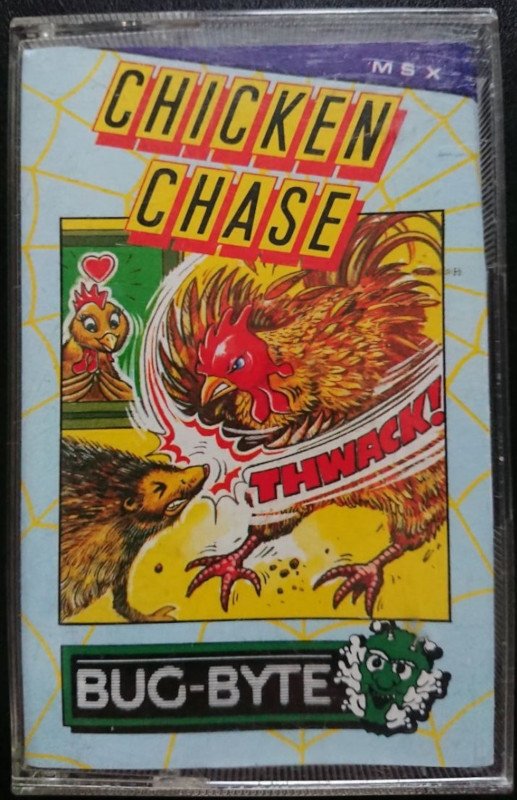 MSX
CHICKEN
CHASE
THWACK!
BUG-BYTE